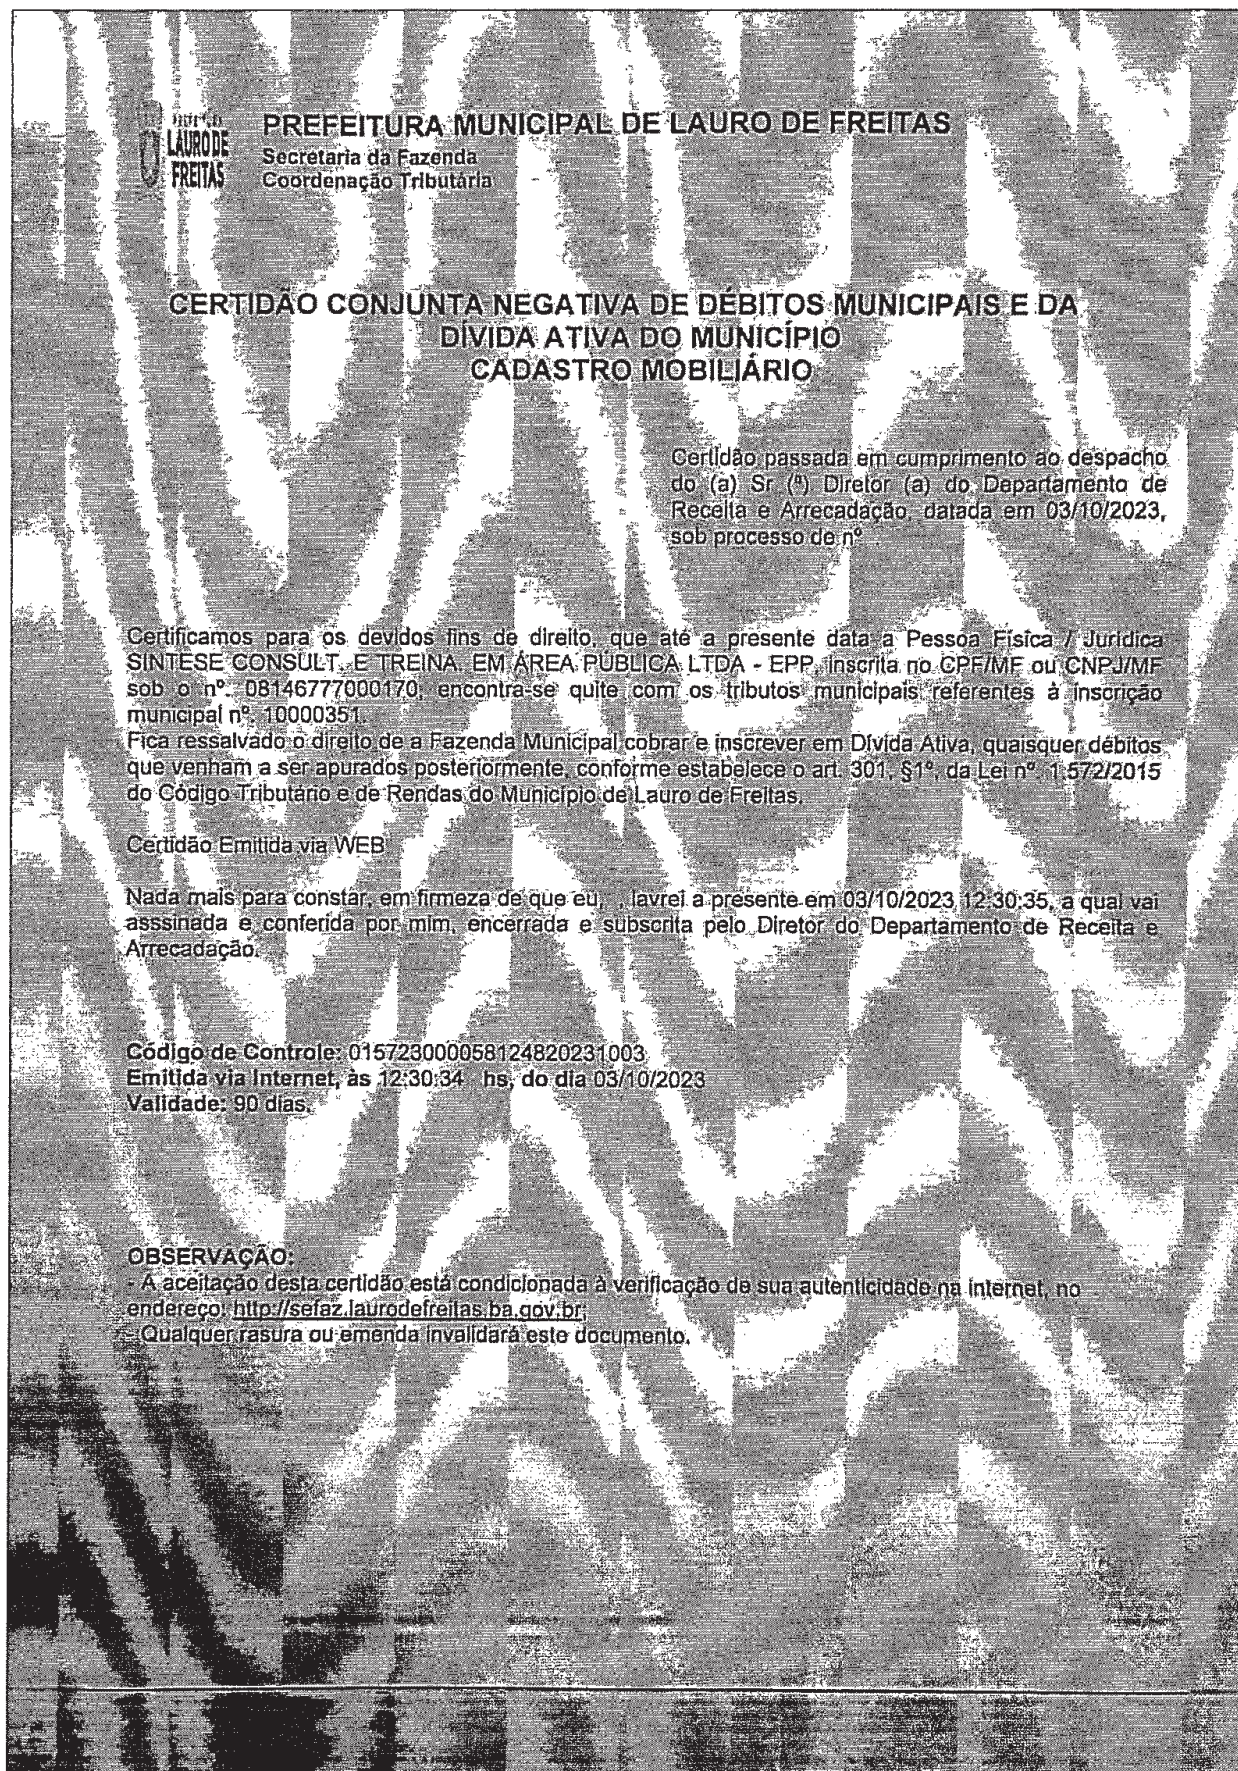 LAURO DE
FREITAS
PREFEITURA MUNICIPAL DE LAURO DE FREITAS
Secretaria da Fazenda
Coordenação Tributária
CERTIDÃO CONJUNTA NEGATIVA DE DÉBITOS MUNICIPAIS E DA
DÍVIDA ATIVA DO MUNICÍPIO
CADASTRO MOBILIÁRIO
Certidão passada em cumprimento ao despacho
do (a) Sr (ª) Diretor (a) do Departamento de
Receita e Arrecadação, datada em 03/10/2023,
sob processo de nº
Certificamos para os devidos fins de direito, que até a presente data a Pessoa Física / Jurídica
SINTESE CONSULT. E TREINA. EM ÁREA PÚBLICA LTDA - EPP, inscrita no CPF/MF ou CNPJ/MF
sob o nº. 08146777000170, encontra-se quite com os tributos municipais referentes à inscrição
municipal nº. 10000351.
Fica ressalvado o direito de a Fazenda Municipal cobrar e inscrever em Dívida Ativa, quaisquer débitos
que venham a ser apurados posteriormente, conforme estabelece o art. 301, §1º, da Lei nº. 1.572/2015
do Código Tributário e de Rendas do Município de Lauro de Freitas.
Certidão Emitida via WEB
Nada mais para constar, em firmeza de que eu, , lavrei a presente em 03/10/2023 12:30:35, a qual vai
asssinada e conferida por mim, encerrada e subscrita pelo Diretor do Departamento de Receita e
Arrecadação.
Código de Controle: 015723000058124820231003
Emitida via Internet, às 12:30:34 hs, do dia 03/10/2023
Validade: 90 dias.
OBSERVAÇÃO:
- A aceitação desta certidão está condicionada à verificação de sua autenticidade na internet, no
endereço: http://sefaz.laurodefreitas.ba.gov.br;
- Qualquer rasura ou emenda invalidará este documento.